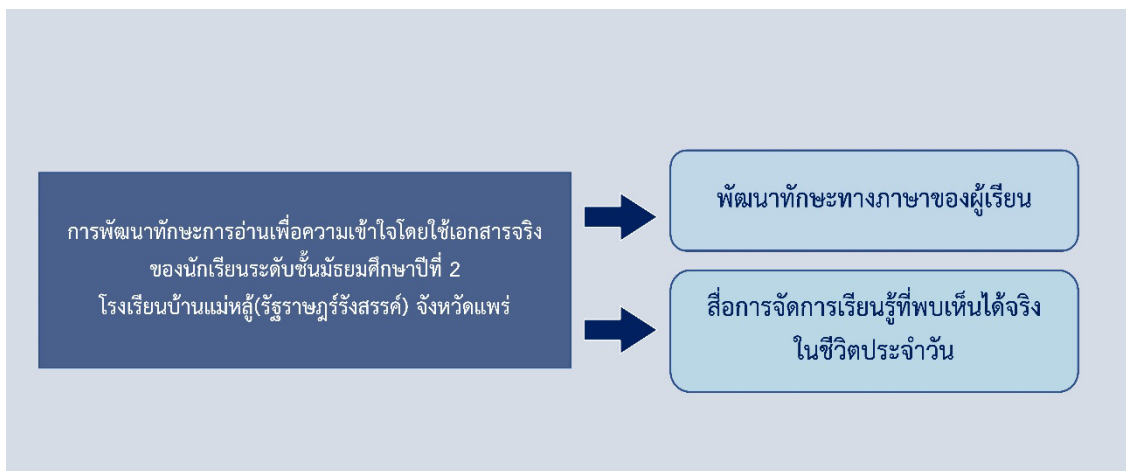 การพัฒนาทักษะการอ่านเพื่อความเข้าใจโดยใช้เอกสารจริง
ของนักเรียนระดับชั้นมัธยมศึกษาปีที่ 2
โรงเรียนบ้านแม่หลู้(รัฐราษฎร์รังสรรค์) จังหวัดแพร่
พัฒนาทักษะทางภาษาของผู้เรียน
สื่อการจัดการเรียนรู้ที่พบเห็นได้จริง
ในชีวิตประจำวัน